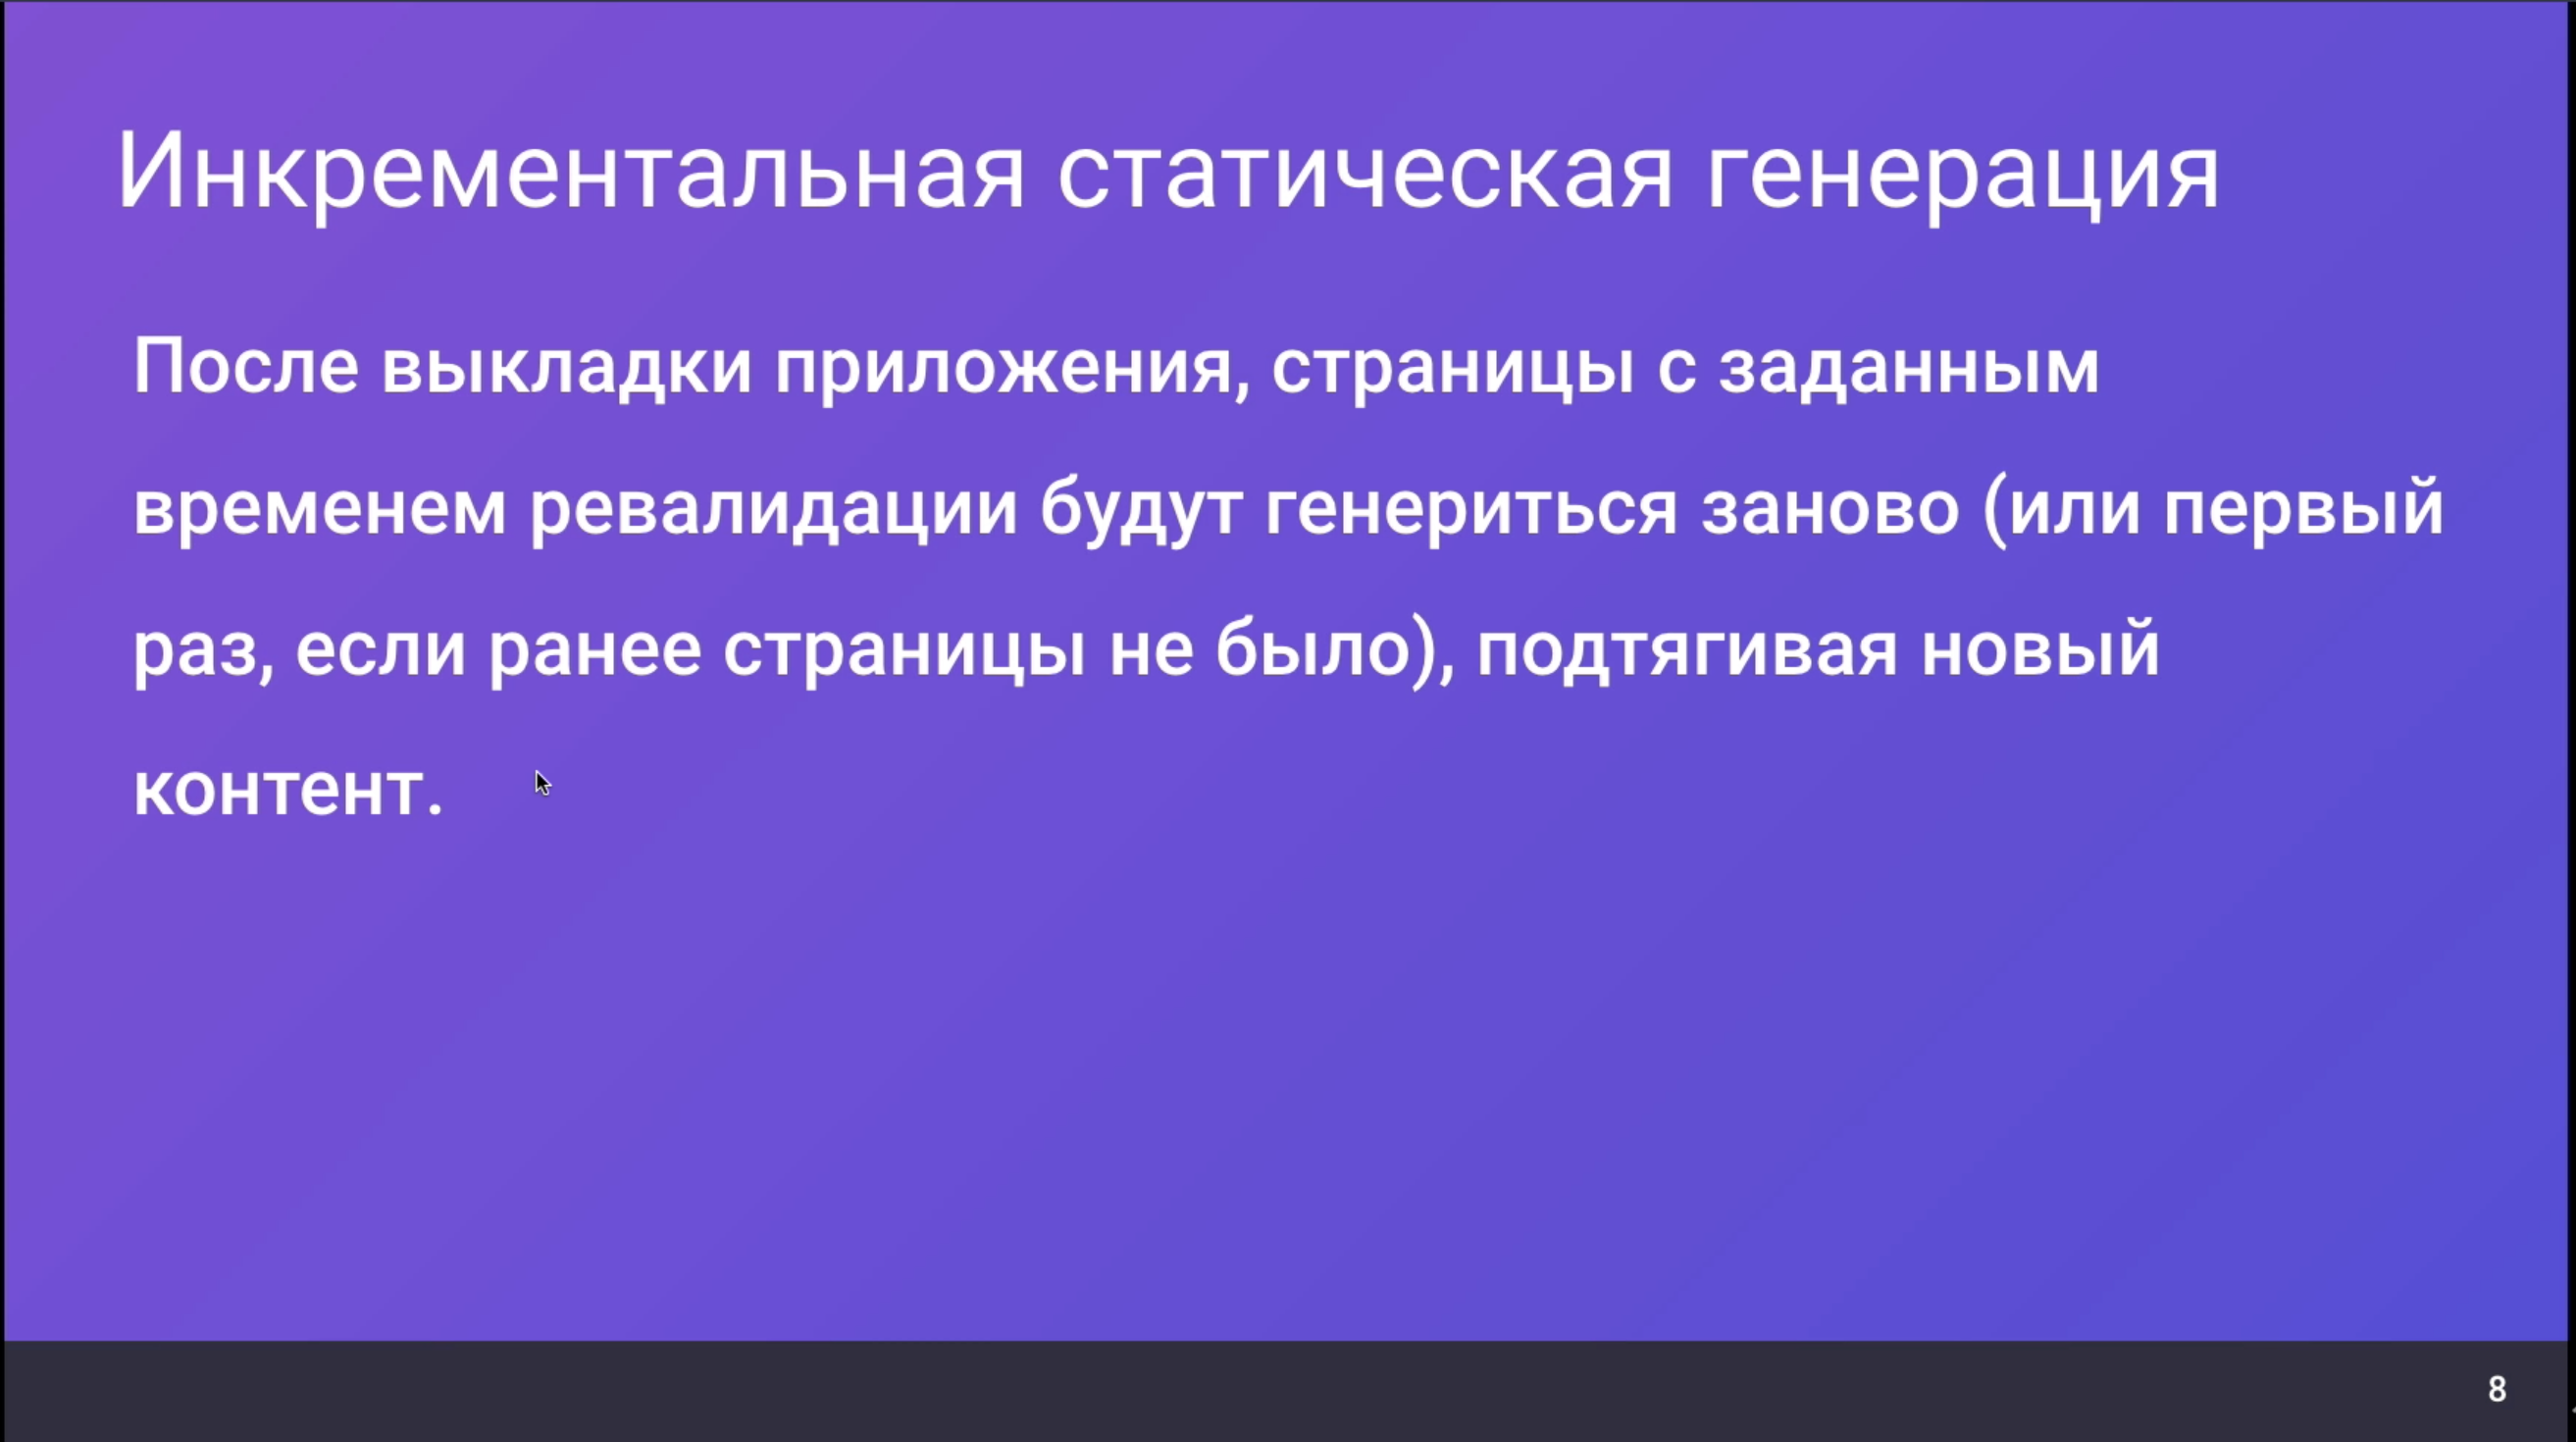 Инкрементальная статическая генерация
После выкладки приложения, страницы с заданным
временем ревалидации будут генериться заново (или первый
раз, если ранее страницы не было), подтягивая новый
контент.
8